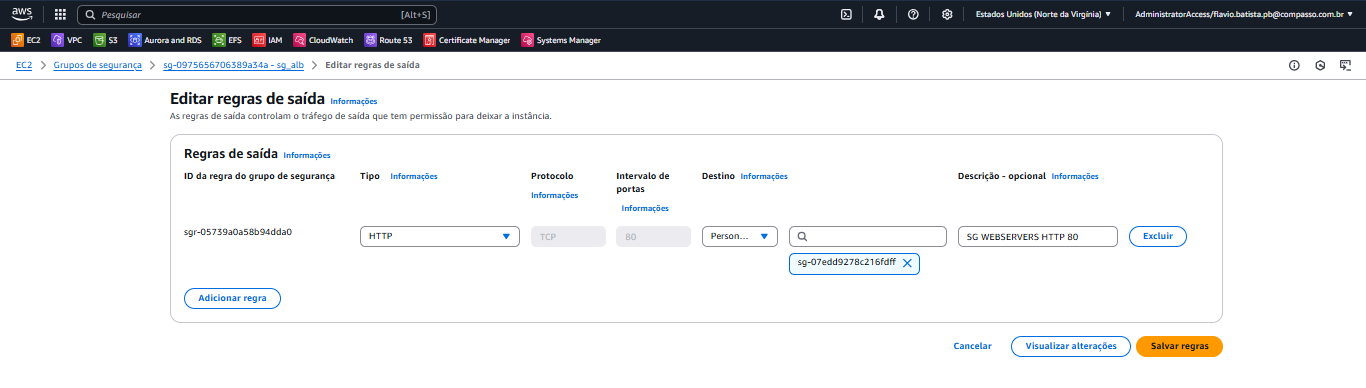 aws Pesquisar [Alt+S] Estados Unidos (Norte da Virgínia) AdministratorAccess/flavio.batista.pb@compasso.com.br
EC2 VPC S3 Aurora and RDS EFS IAM CloudWatch Route 53 Certificate Manager Systems Manager
EC2 > Grupos de segurança > sg-0975656706389a34a - sg_alb > Editar regras de saída
Editar regras de saída Informações
As regras de saída controlam o tráfego de saída que tem permissão para deixar a instância.
Regras de saída Informações
ID da regra do grupo de segurança Tipo Informações Protocolo Informações Intervalo de portas Informações Destino Informações Descrição - opcional Informações
sgr-05739a0a58b94dda0 HTTP TCP 80 Person... SG WEBSERVERS HTTP 80 Excluir
sg-07edd9278c216fdff
Adicionar regra
Cancelar Visualizar alterações Salvar regras